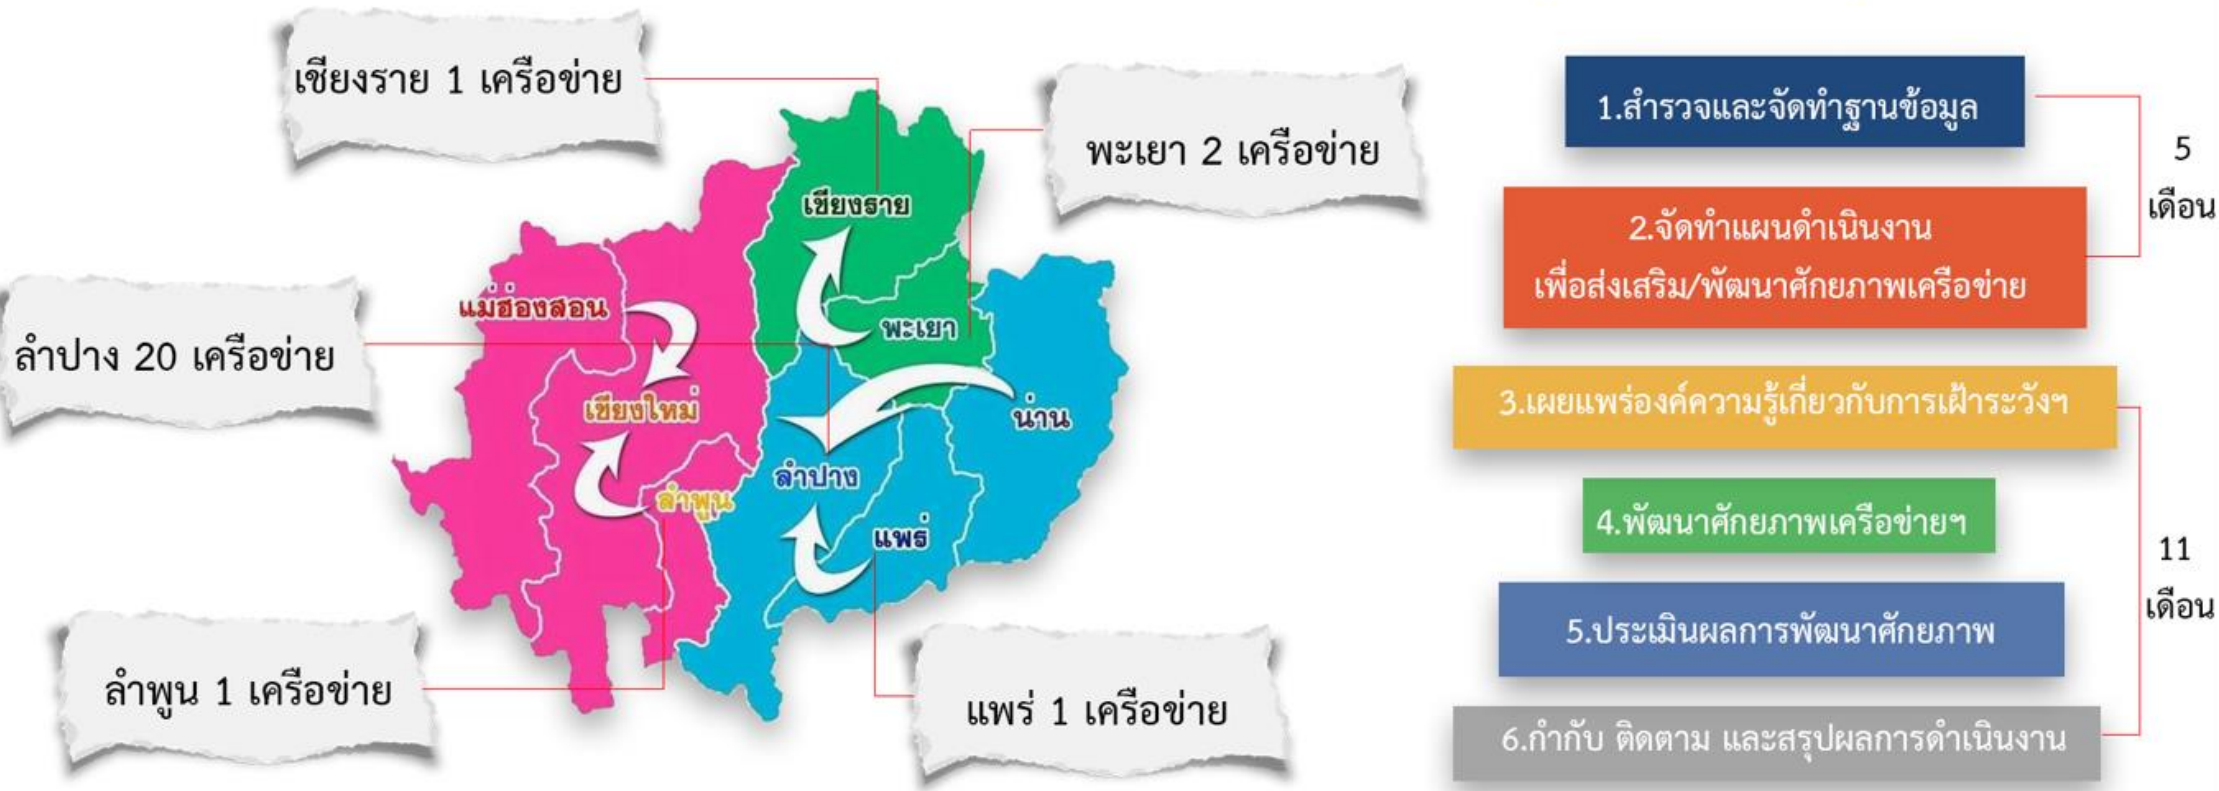 เชียงราย 1 เครือข่าย
พะเยา 2 เครือข่าย
ลำปาง 20 เครือข่าย
ลำพูน 1 เครือข่าย
แพร่ 1 เครือข่าย
เชียงราย
พะเยา
แม่ฮ่องสอน
เชียงใหม่
น่าน
ลำปาง
ลำพูน
แพร่
1.สำรวจและจัดทำฐานข้อมูล
2.จัดทำแผนดำเนินงาน
เพื่อส่งเสริม/พัฒนาศักยภาพเครือข่าย
5
เดือน
3.เผยแพร่องค์ความรู้เกี่ยวกับการเฝ้าระวังฯ
4.พัฒนาศักยภาพเครือข่ายฯ
5.ประเมินผลการพัฒนาศักยภาพ
6.กำกับ ติดตาม และสรุปผลการดำเนินงาน
11
เดือน